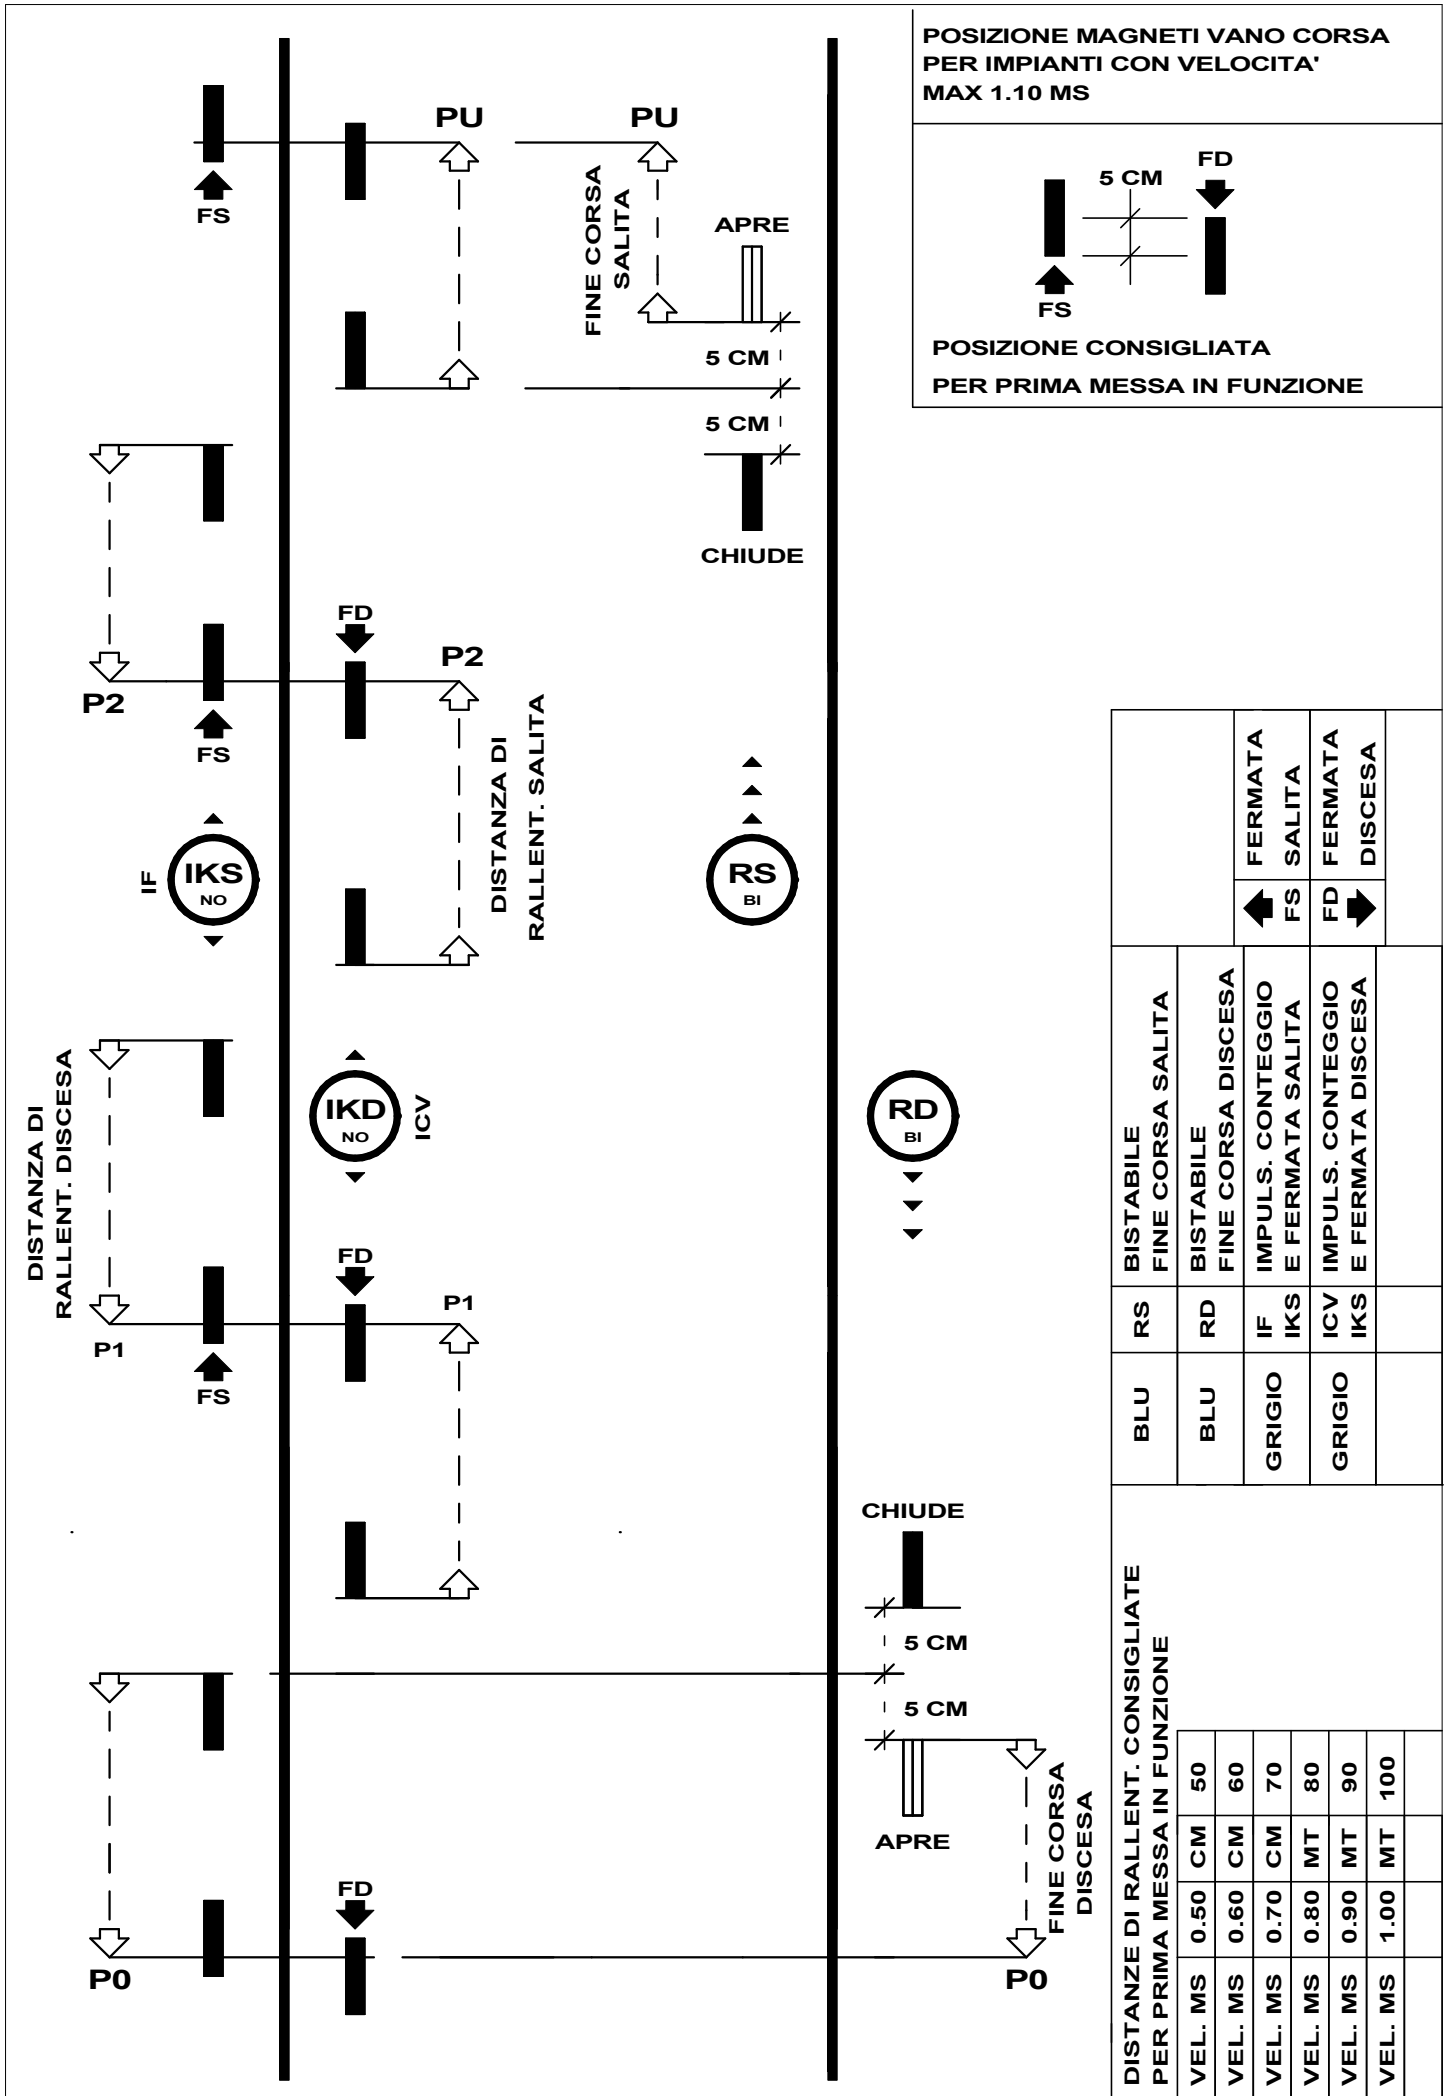 POSIZIONE MAGNETI VANO CORSA
PER IMPIANTI CON VELOCITA'
MAX 1.10 MS
5 CM
FD
FS
POSIZIONE CONSIGLIATA
PER PRIMA MESSA IN FUNZIONE
PU
PU
FS
FINE CORSA
SALITA
APRE
5 CM
5 CM
CHIUDE
FD
P2
P2
FS
DISTANZA DI
RALLENT. SALITA
IF
IKS
NO
RS
BI
DISTANZA DI
RALLENT. DISCESA
IKD
NO
ICV
RD
BI
FD
P1
P1
FS
CHIUDE
5 CM
5 CM
APRE
FINE CORSA
DISCESA
FD
P0
P0
FS FERMATA
SALITA
FD FERMATA
DISCESA
BLU RS BISTABILE
FINE CORSA SALITA
BLU RD BISTABILE
FINE CORSA DISCESA
GRIGIO IF IMPULS. CONTEGGIO
IKS E FERMATA SALITA
GRIGIO ICV IMPULS. CONTEGGIO
IKS E FERMATA DISCESA
DISTANZE DI RALLENT. CONSIGLIATE
PER PRIMA MESSA IN FUNZIONE
VEL. MS 0.50 CM 50
VEL. MS 0.60 CM 60
VEL. MS 0.70 CM 70
VEL. MS 0.80 MT 80
VEL. MS 0.90 MT 90
VEL. MS 1.00 MT 100